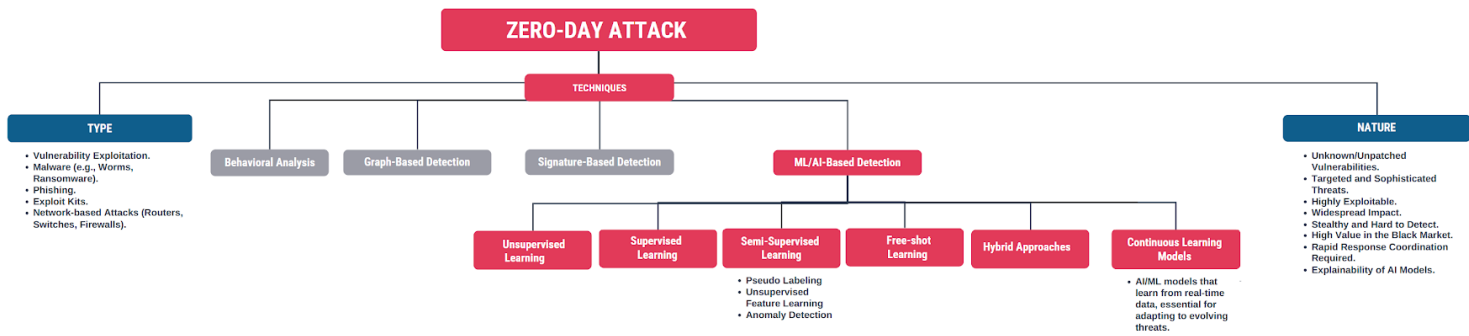 ZERO-DAY ATTACK
TECHNIQUES
TYPE
• Vulnerability Exploitation.
• Malware (e.g., Worms,
Ransomware).
• Phishing.
• Exploit Kits.
• Network-based Attacks (Routers,
Switches, Firewalls).
Behavioral Analysis
Graph-Based Detection
Signature-Based Detection
ML/AI-Based Detection
Unsupervised
Learning
Supervised
Learning
Semi-Supervised
Learning
• Pseudo Labeling
• Unsupervised
Feature Learning
• Anomaly Detection
Free-shot
Learning
Hybrid Approaches
Continuous Learning
Models
• AI/ML models that
learn from real-time
data, essential for
adapting to evolving
threats.
NATURE
• Unknown/Unpatched
Vulnerabilities.
• Targeted and Sophisticated
Threats.
• Highly Exploitable.
• Widespread Impact.
• Stealthy and Hard to Detect.
• High Value in the Black Market.
• Rapid Response Coordination
Required.
• Explainability of AI Models.